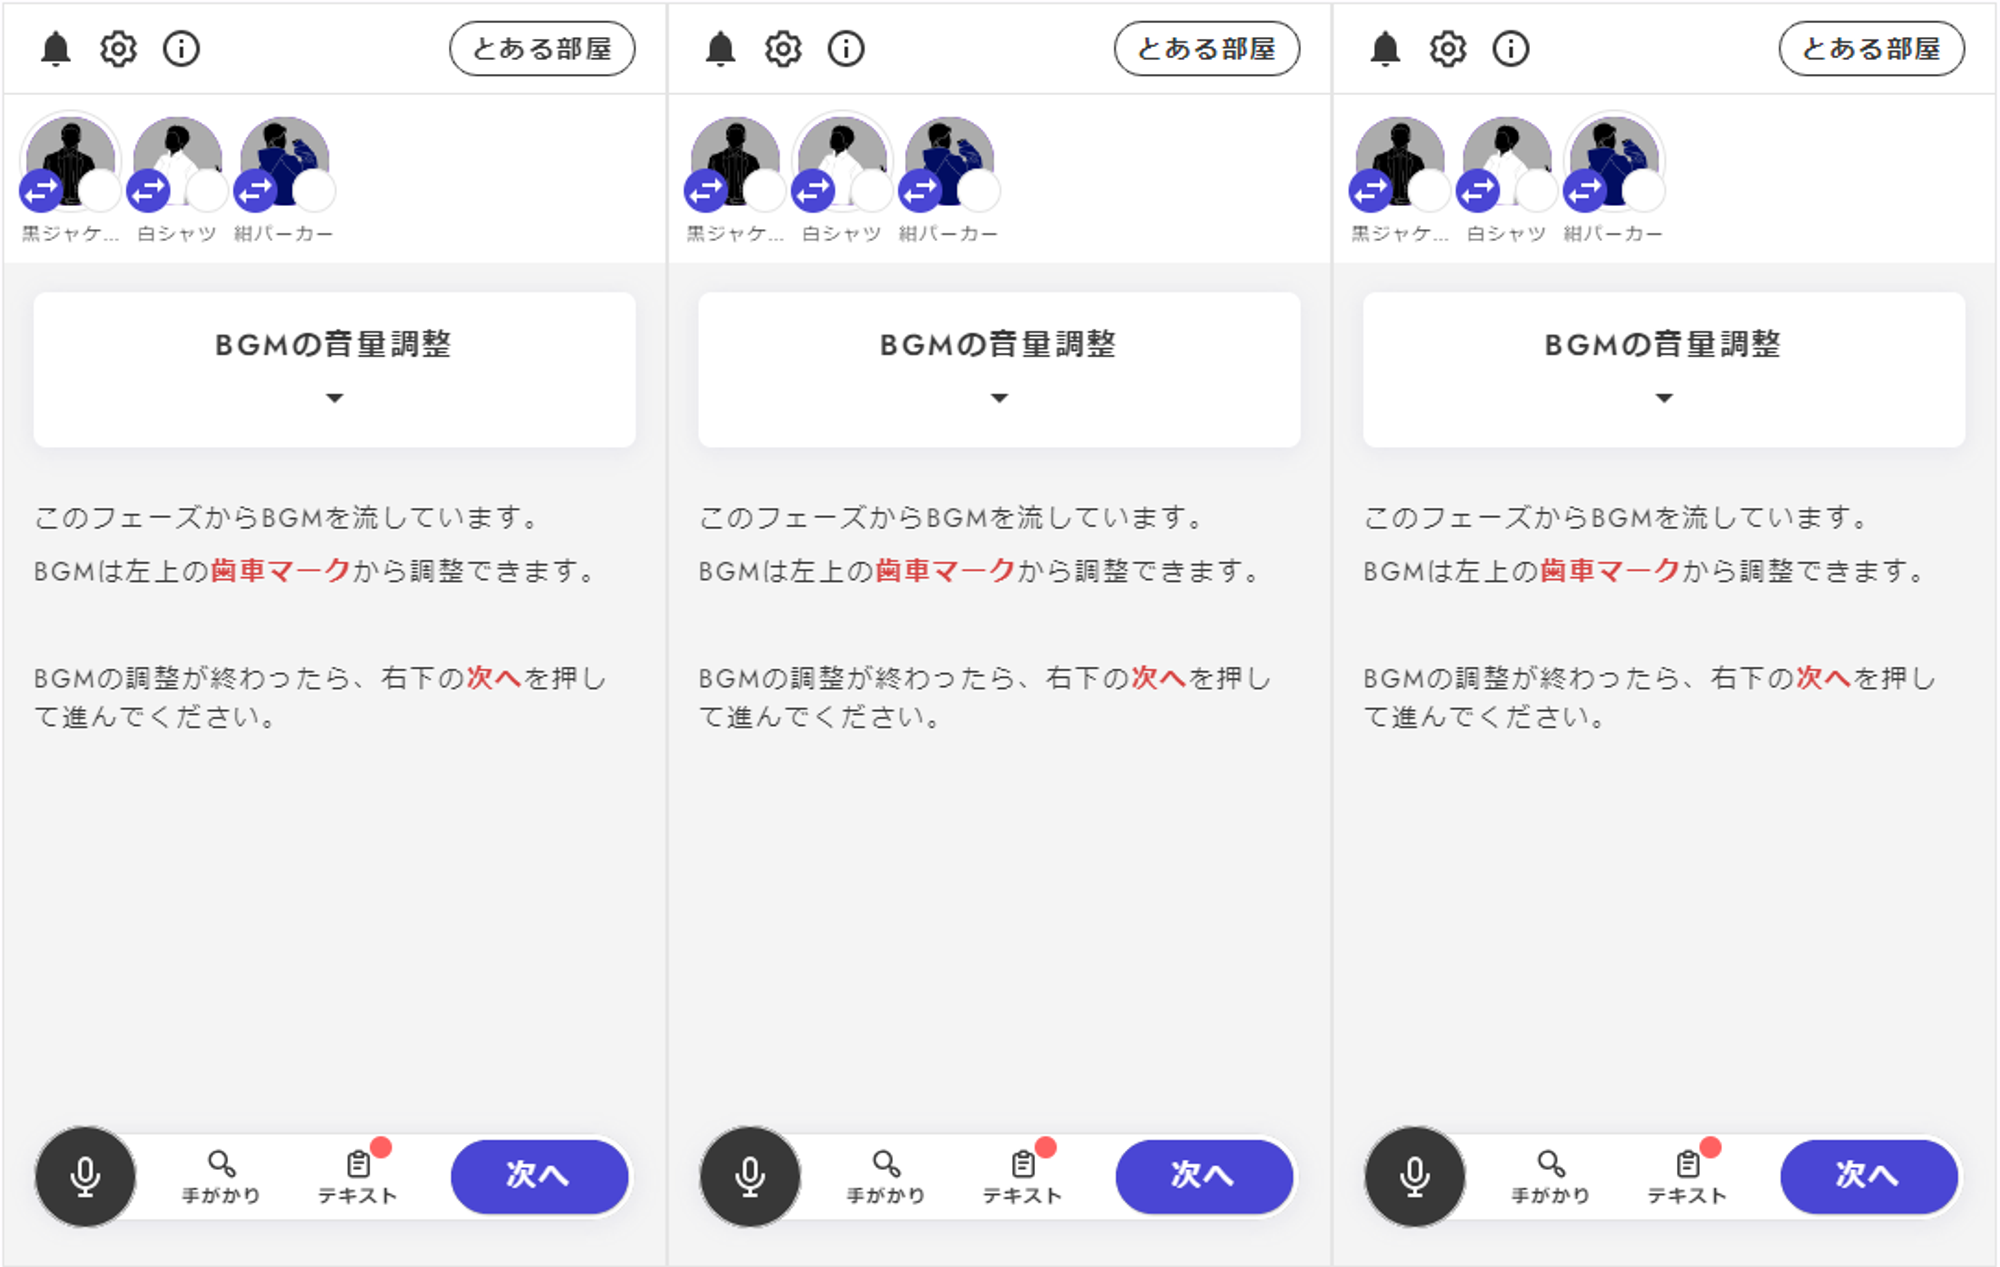 とある部屋
黒ジャケ... 白シャツ 紺パーカー
BGMの音量調整
このフェーズからBGMを流しています。
BGMは左上の歯車マークから調整できます。
BGMの調整が終わったら、右下の次へを押し
て進んでください。
手がかり テキスト 次へ
とある部屋
黒ジャケ... 白シャツ 紺パーカー
BGMの音量調整
このフェーズからBGMを流しています。
BGMは左上の歯車マークから調整できます。
BGMの調整が終わったら、右下の次へを押し
て進んでください。
手がかり テキスト 次へ
とある部屋
黒ジャケ... 白シャツ 紺パーカー
BGMの音量調整
このフェーズからBGMを流しています。
BGMは左上の歯車マークから調整できます。
BGMの調整が終わったら、右下の次へを押し
て進んでください。
手がかり テキスト 次へ